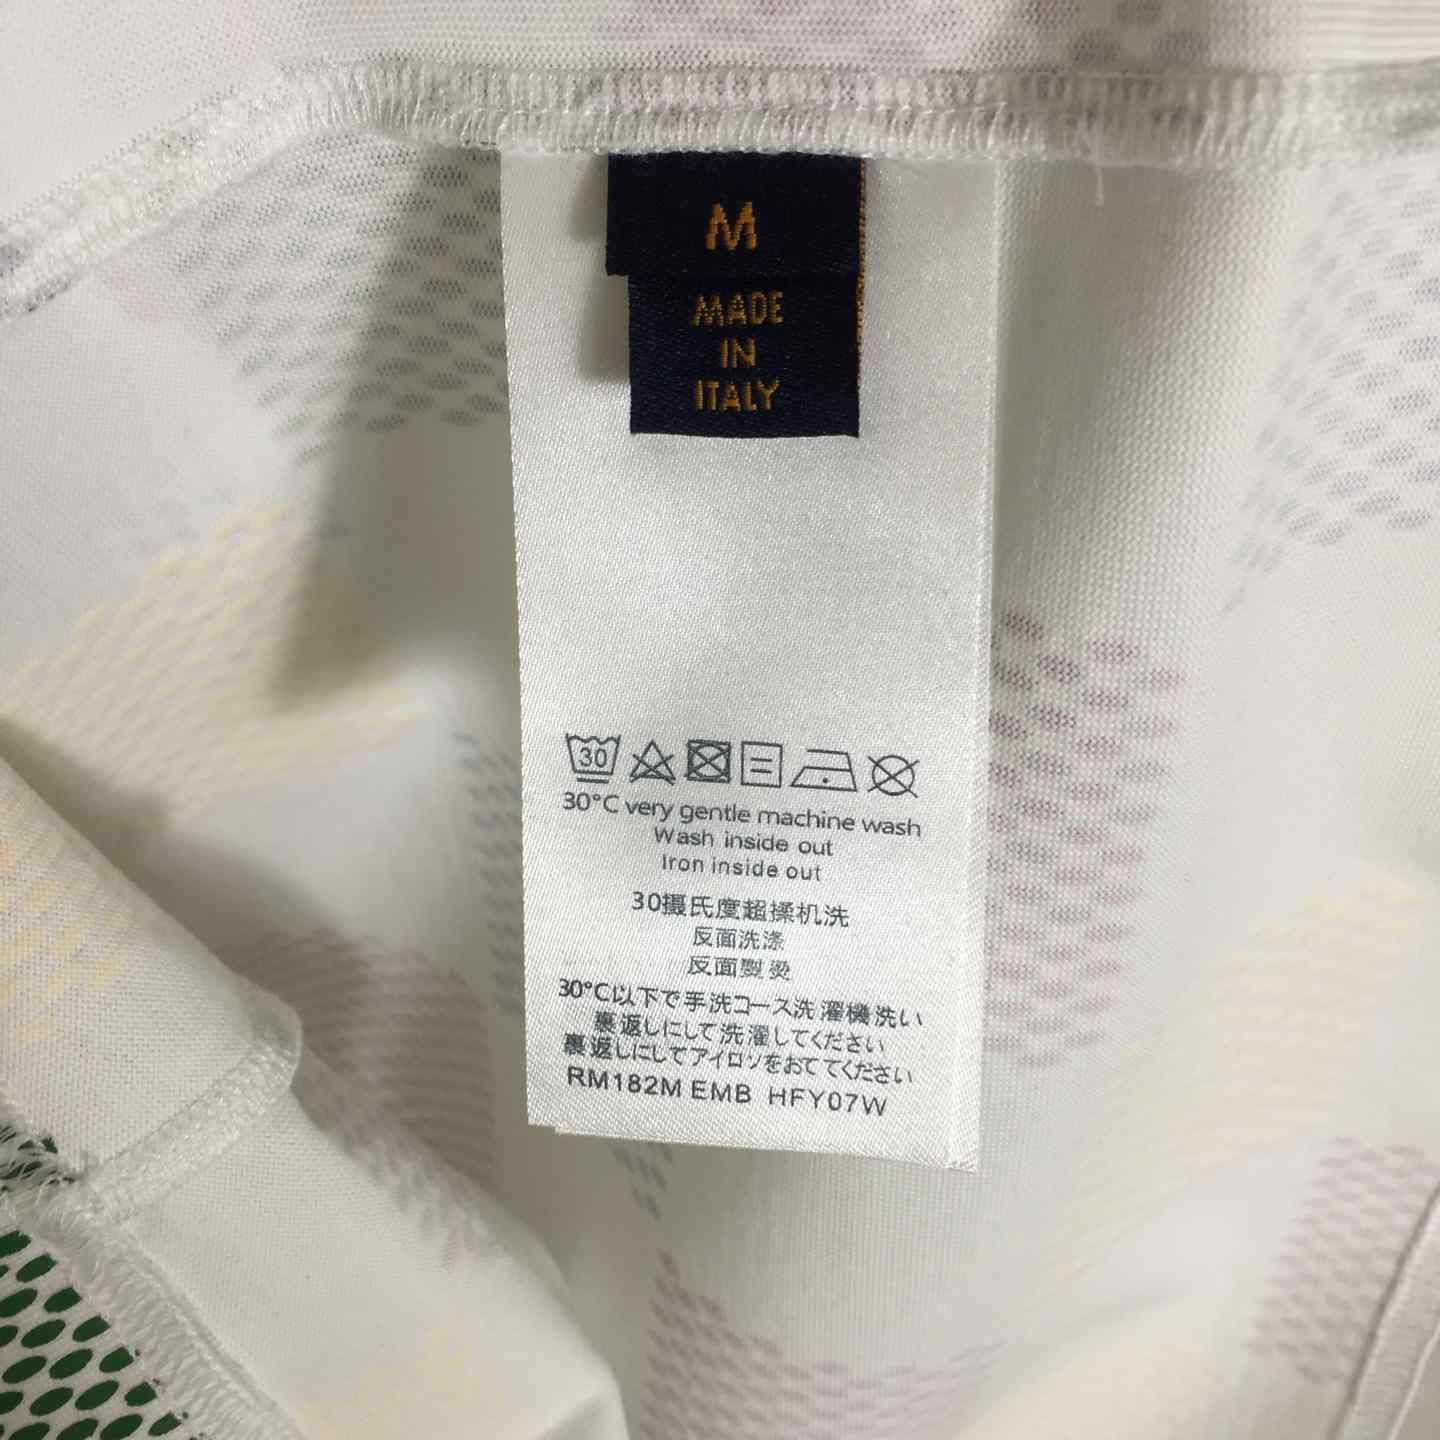 M
MADE
IN
ITALY
30
30°C very gentle machine wash
Wash inside out
Iron inside out
30摄氏度超揉机洗
反面洗涤
反面熨烫
30°C以下で手洗コース洗濯機洗い
裏返しにして洗濯してください
裏返しにしてアイロソをおててください
RM182M EMB HFY07W